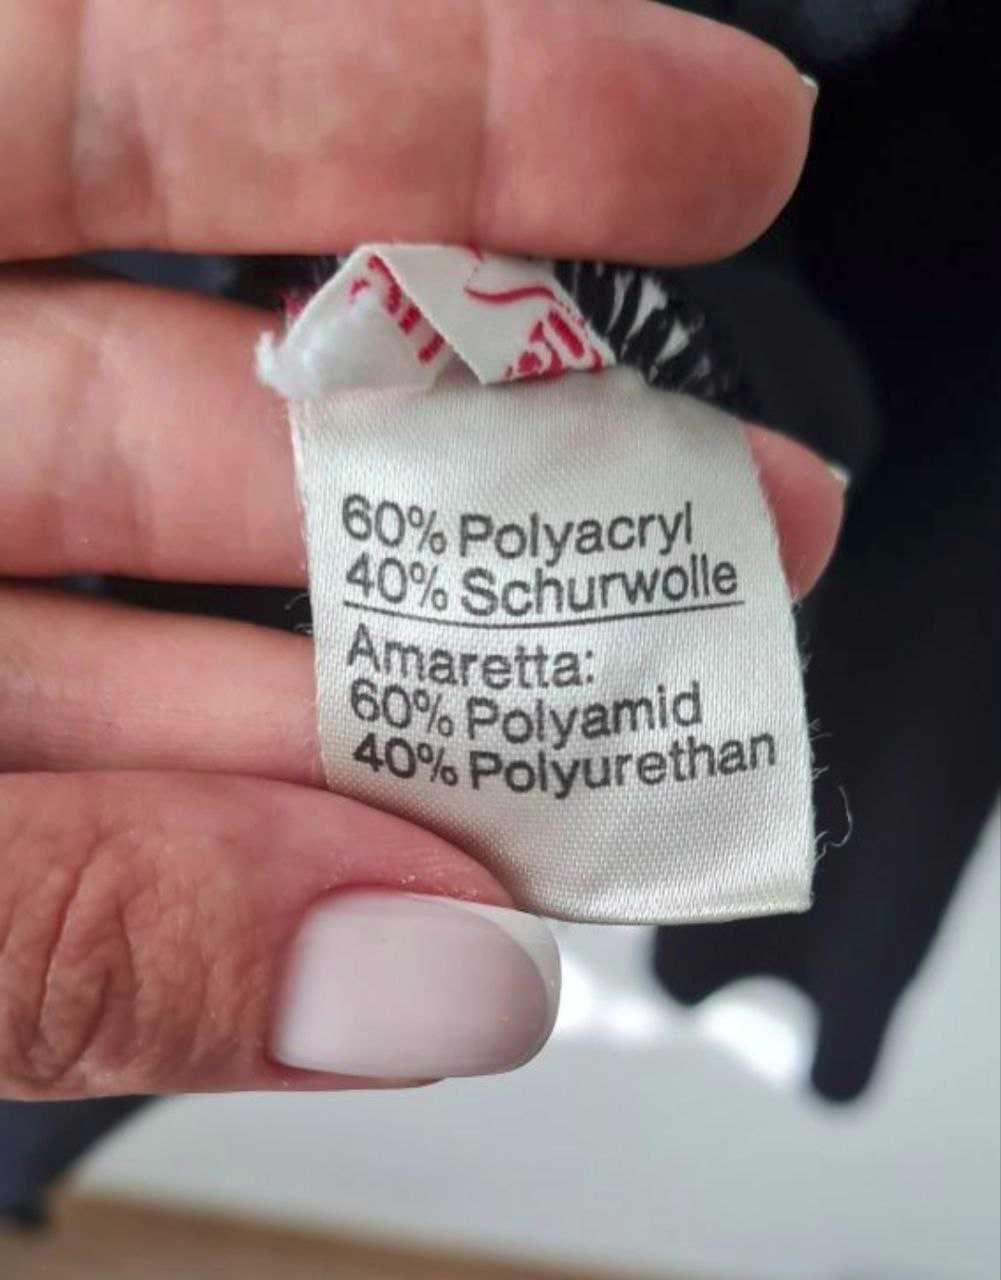 60% Polyacryl
40% Schurwolle
Amaretta:
60% Polyamid
40% Polyurethan